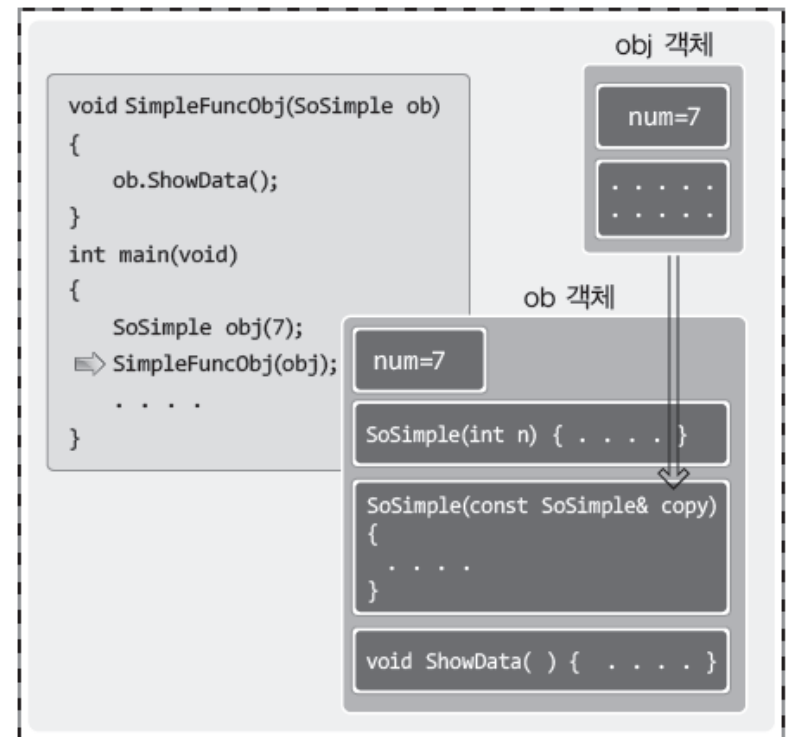 obj 객체
num=7
. . . . .
. . . . .
void SimpleFuncObj(SoSimple ob)
{
ob.ShowData();
}
int main(void)
{
SoSimple obj(7);
SimpleFuncObj(obj);
. . . .
}
ob 객체
num=7
SoSimple(int n) { . . . . }
SoSimple(const SoSimple& copy)
{
. . . .
}
void ShowData( ) { . . . . }